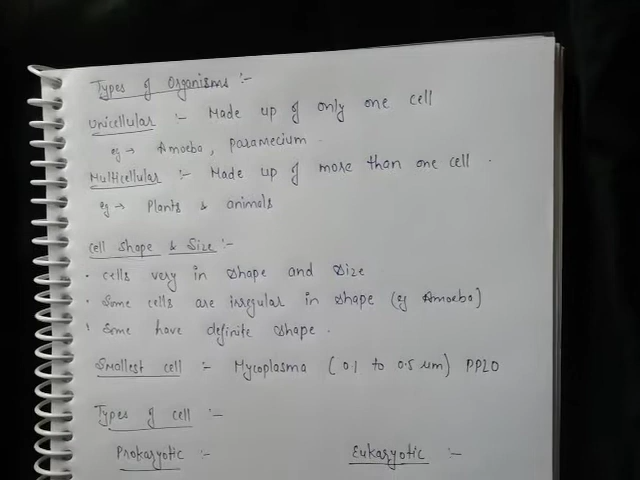 Types of Organisms :-
Unicellular :- Made up of only one cell
eg → Amoeba, paramecium
Multicellular :- Made up of more than one cell .
eg → Plants & animals
Cell Shape & Size :-
• cells very in shape and size
• Some cells are irregular in shape (eg Amoeba)
• Some have definite shape .
Smallest cell :- Mycoplasma (0.1 to 0.5 um) PPLO
Types of cell :-
Prokaryotic :- Eukaryotic :-